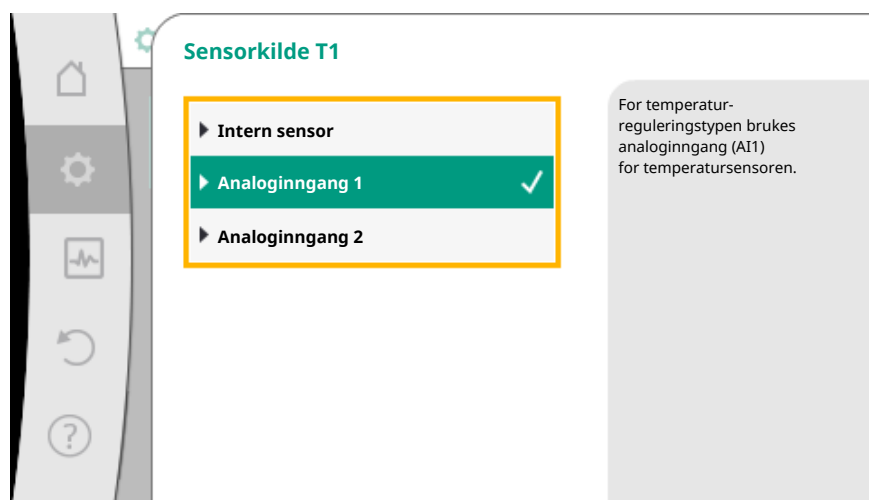 Sensorkilde T1
Intern sensor
Analoginngang 1
Analoginngang 2
For temperatur-
reguleringstypen brukes
analoginngang (AI1)
for temperatursensoren.